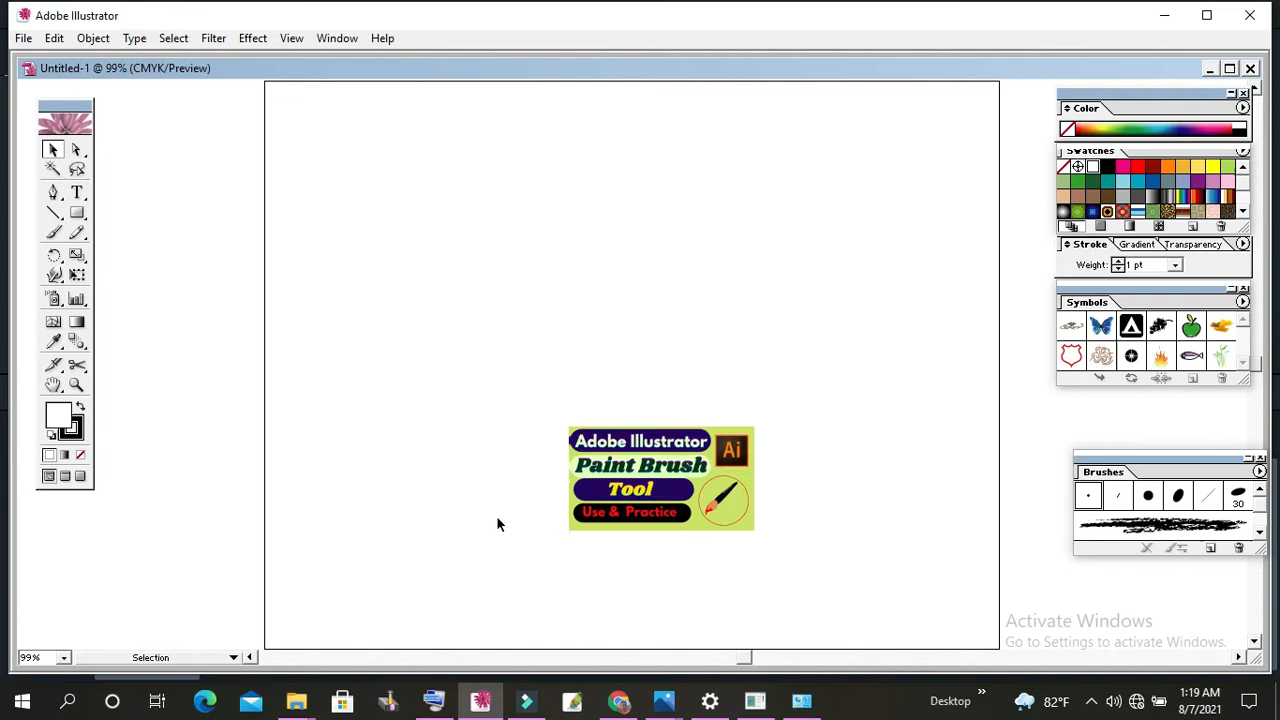 Adobe Illustrator
File Edit Object Type Select Filter Effect View Window Help
Untitled-1 @ 99% (CMYK/Preview)
Color
Swatches
Stroke Gradient Transparency
Weight: 1 pt
Symbols
Adobe Illustrator
Ai
Paint Brush
Tool
Use & Practice
Brushes
30
Activate Windows
Go to Settings to activate Windows.
99% Selection
Desktop
82°F
1:19 AM
8/7/2021